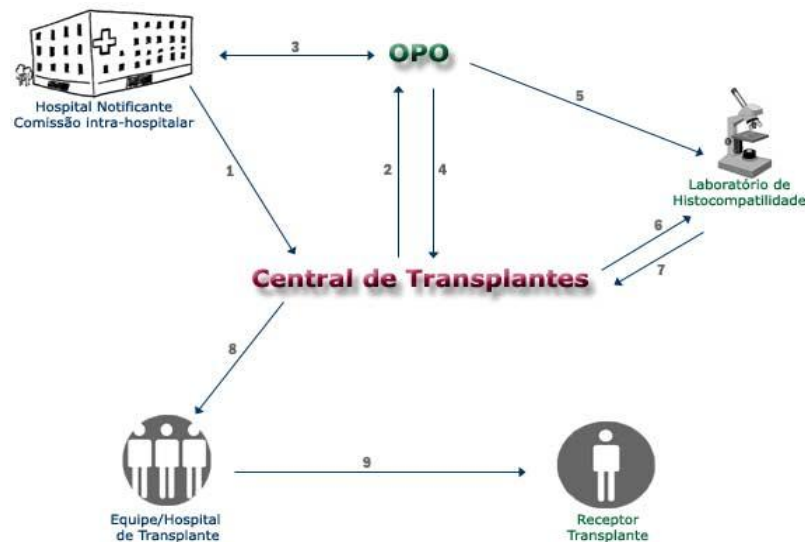 3
OPO
Hospital Notificante
Comissão intra-hospitalar
5
1
2
4
Laboratório de
Histocompatilidade
6
7
Central de Transplantes
8
9
Equipe/Hospital
de Transplante
Receptor
Transplante